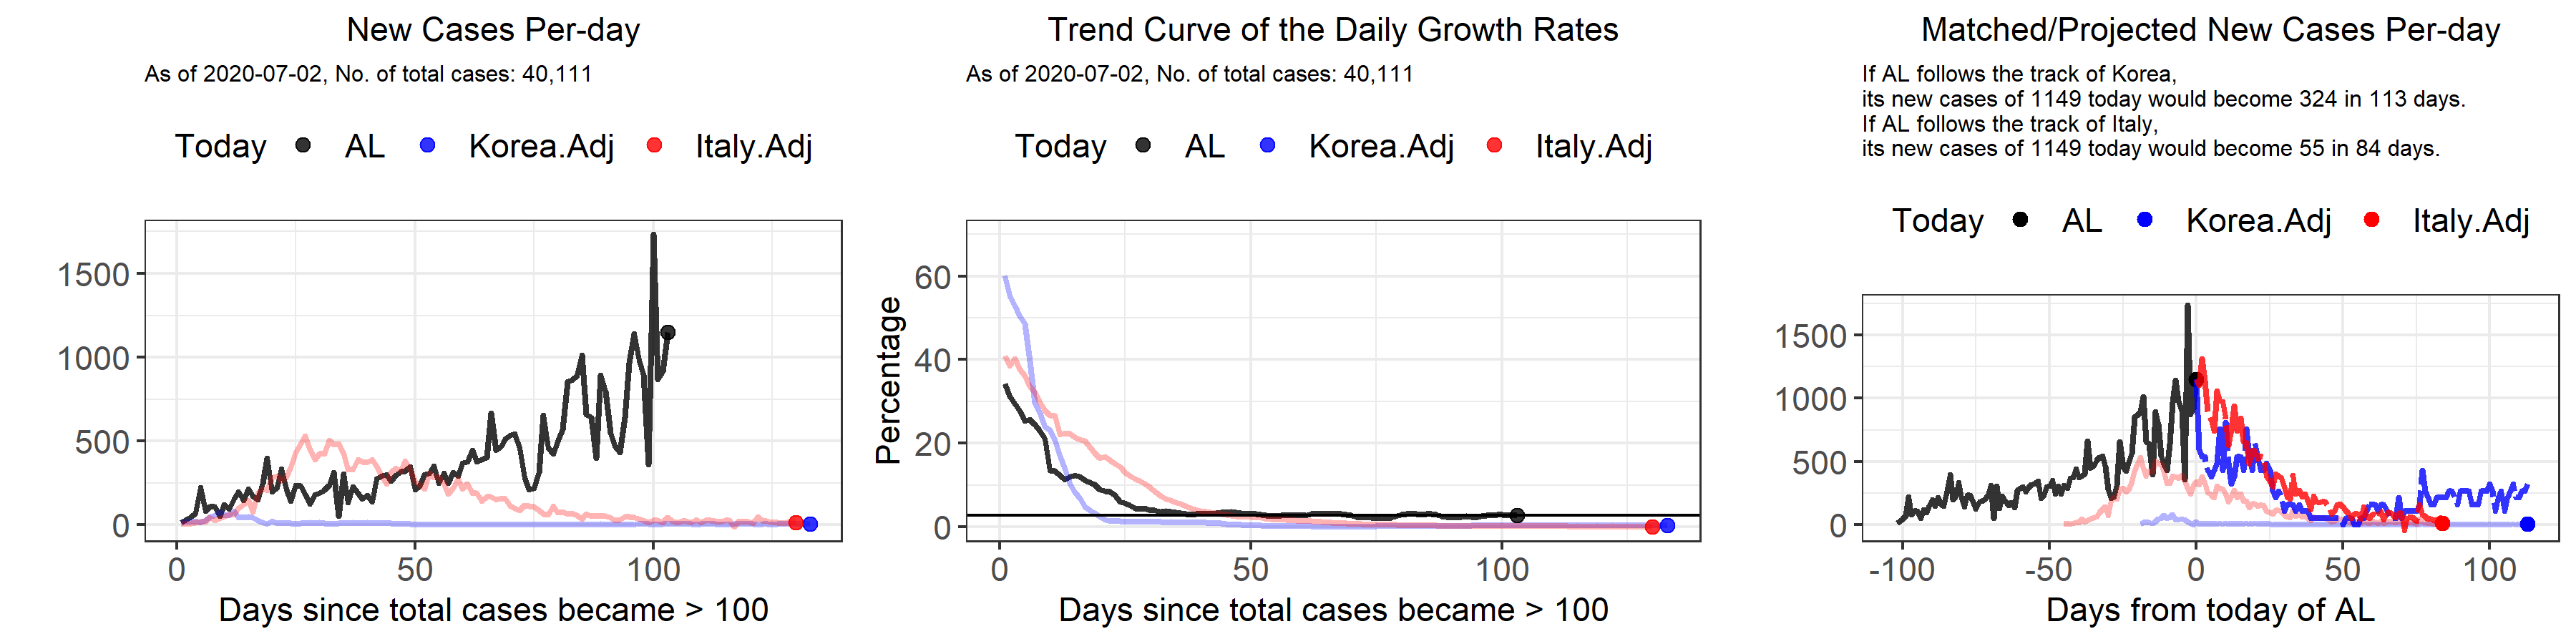 New Cases Per-day
As of 2020-07-02, No. of total cases: 40,111
Today AL Korea.Adj Italy.Adj
1500
1000
500
0
0 50 100
Days since total cases became > 100
Trend Curve of the Daily Growth Rates
As of 2020-07-02, No. of total cases: 40,111
Today AL Korea.Adj Italy.Adj
Percentage
60
40
20
0
0 50 100
Days since total cases became > 100
Matched/Projected New Cases Per-day
If AL follows the track of Korea,
its new cases of 1149 today would become 324 in 113 days.
If AL follows the track of Italy,
its new cases of 1149 today would become 55 in 84 days.
Today AL Korea.Adj Italy.Adj
1500
1000
500
0
-100 -50 0 50 100
Days from today of AL